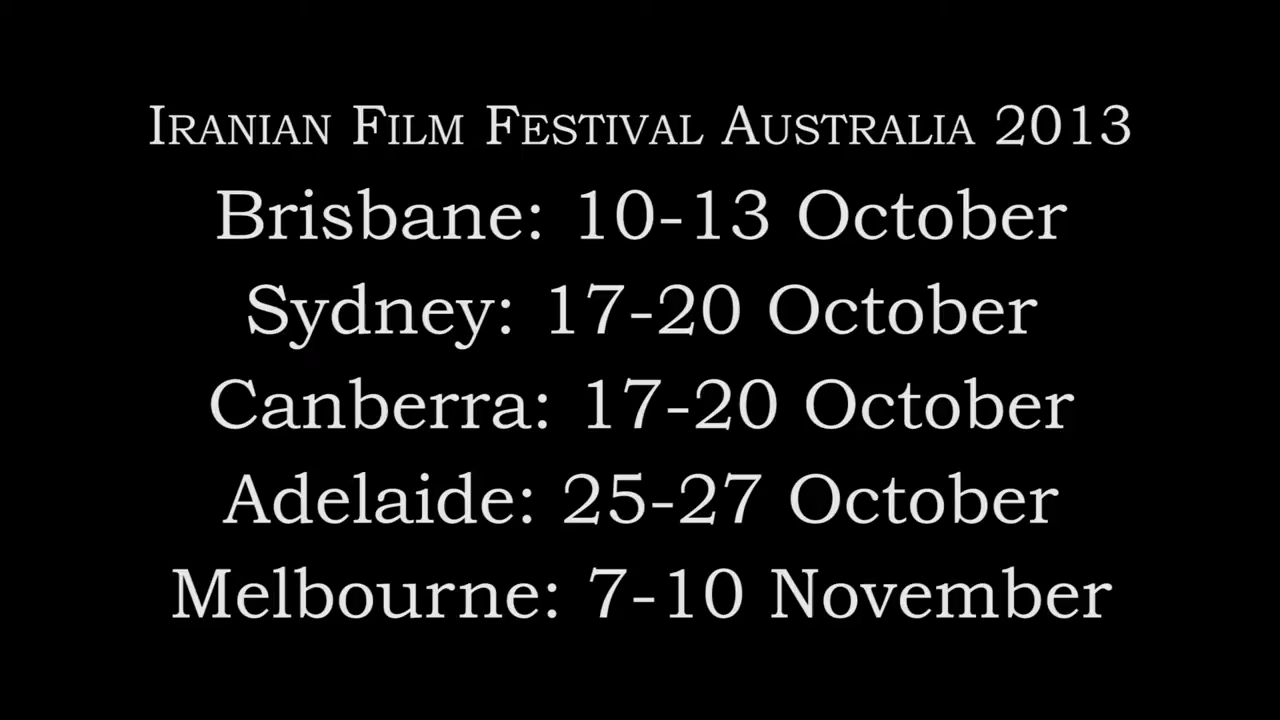 Iranian Film Festival Australia 2013
Brisbane: 10-13 October
Sydney: 17-20 October
Canberra: 17-20 October
Adelaide: 25-27 October
Melbourne: 7-10 November